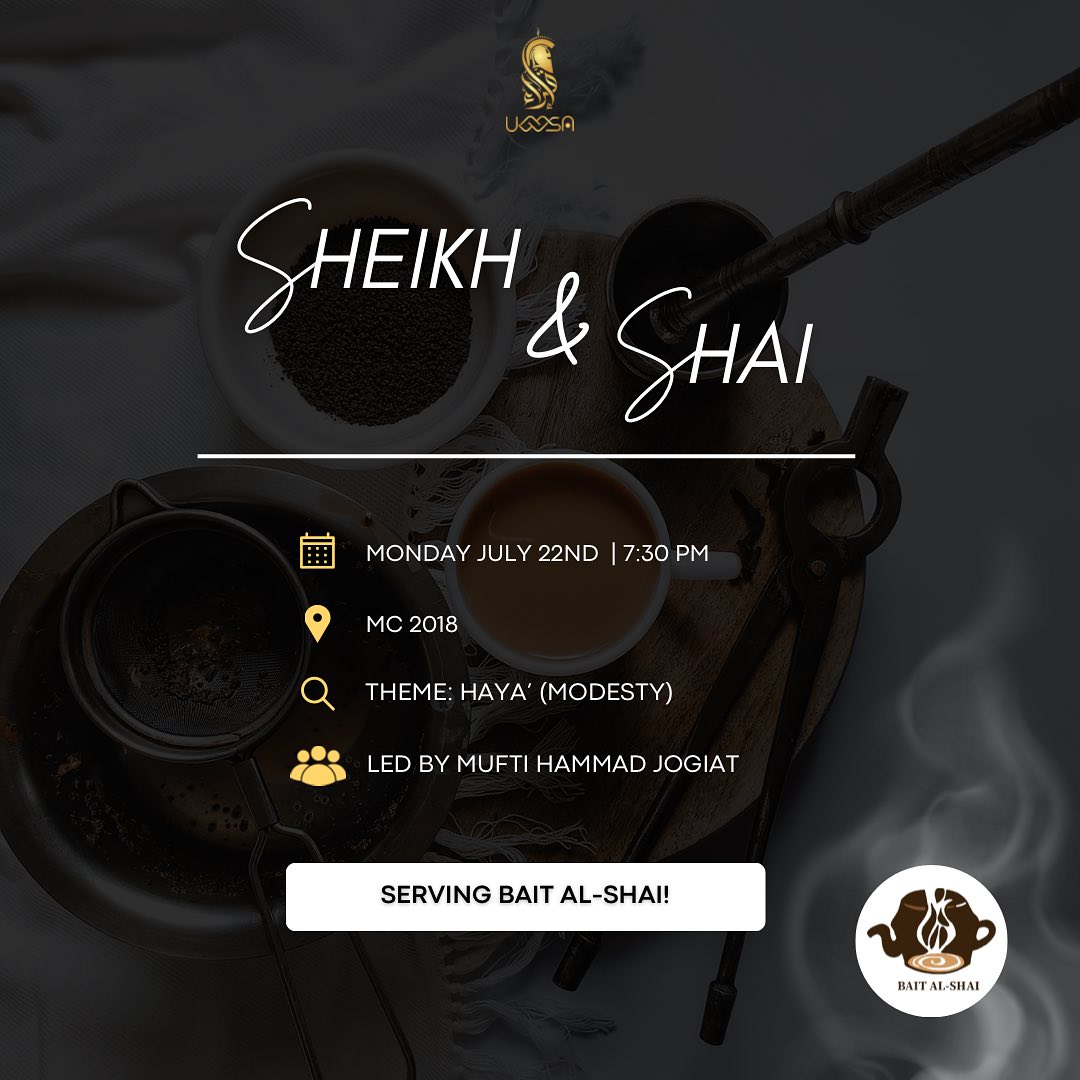 UWSA
SHEIKH
&
SHAI
MONDAY JULY 22ND | 7:30 PM
MC 2018
THEME: HAYA’ (MODESTY)
LED BY MUFTI HAMMAD JOGIAT
SERVING BAIT AL-SHAI!
BAIT AL-SHAI